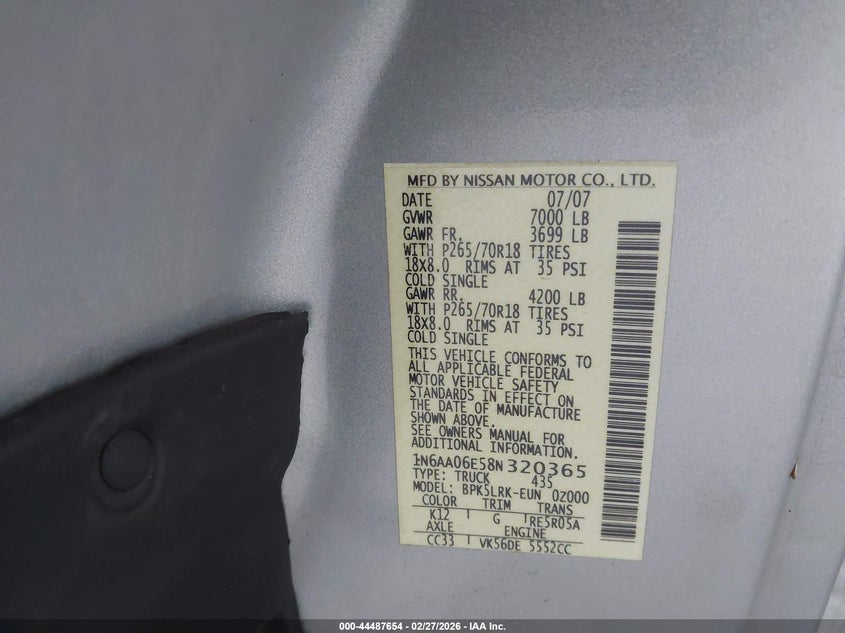 MFD BY NISSAN MOTOR CO., LTD.
DATE 07/07
GVWR 7000 LB
GAWR FR. 3699 LB
WITH P265/70R18 TIRES
18X8.0 RIMS AT 35 PSI
COLD SINGLE
GAWR RR. 4200 LB
WITH P265/70R18 TIRES
18X8.0 RIMS AT 35 PSI
COLD SINGLE
THIS VEHICLE CONFORMS TO
ALL APPLICABLE FEDERAL
MOTOR VEHICLE SAFETY
STANDARDS IN EFFECT ON
THE DATE OF MANUFACTURE
SHOWN ABOVE.
SEE OWNERS MANUAL FOR
ADDITIONAL INFORMATION.
1N6AA06E58N320365
TYPE: TRUCK 435
MODEL: BPK5LRK-EUN 0Z000
COLOR TRIM TRANS
K12 G RE5R05A
AXLE ENGINE
CC33 VK56DE 5552CC
000-44487654 - 02/27/2026 - IAA Inc.